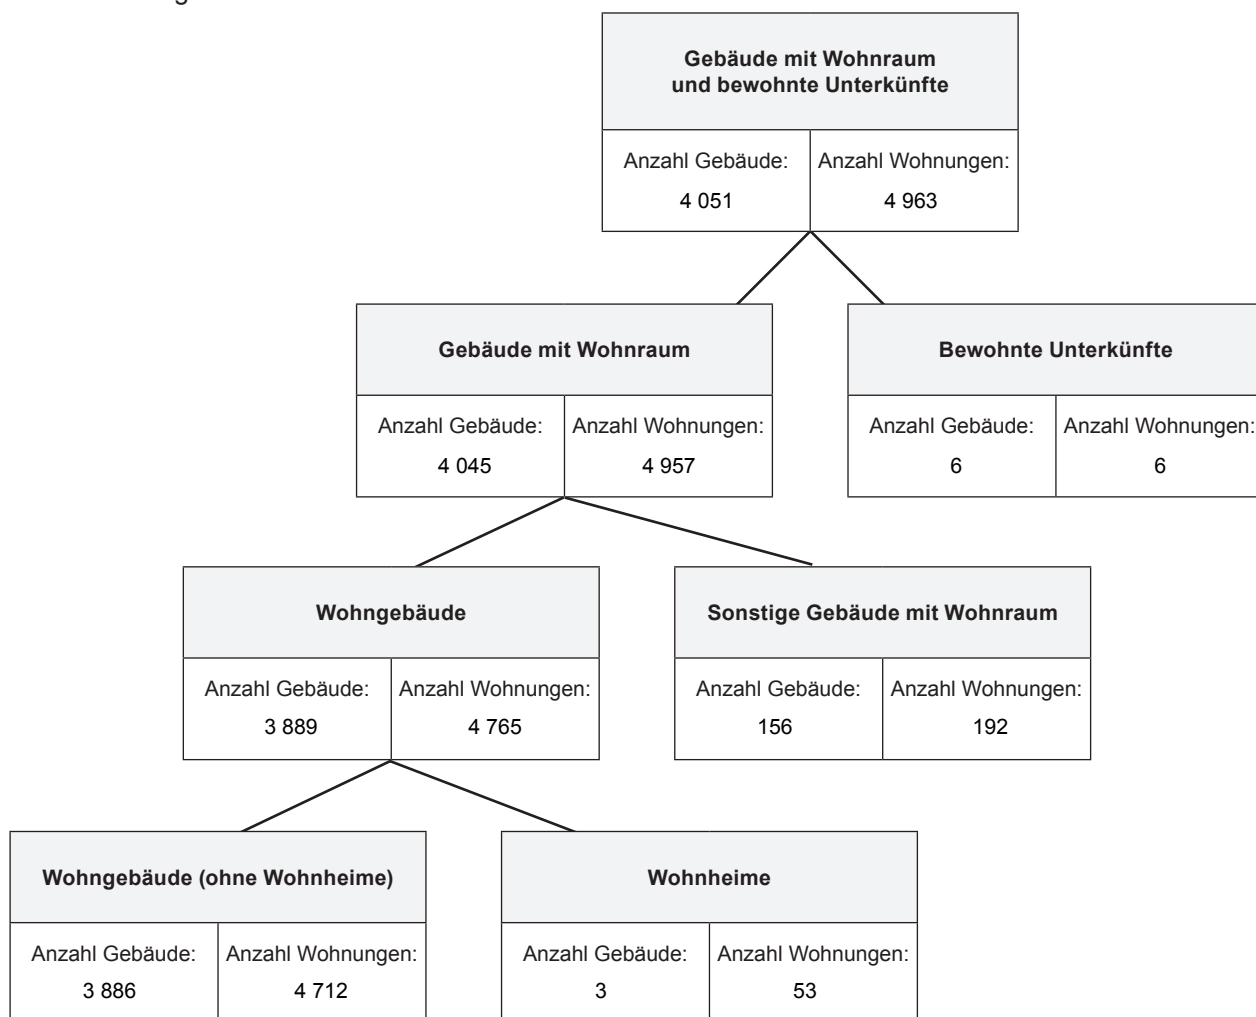 Gebäude mit Wohnraum
und bewohnte Unterkünfte
Anzahl Gebäude: Anzahl Wohnungen:
4 051 4 963
Gebäude mit Wohnraum Bewohnte Unterkünfte
Anzahl Gebäude: Anzahl Wohnungen: Anzahl Gebäude: Anzahl Wohnungen:
4 045 4 957 6 6
Wohngebäude Sonstige Gebäude mit Wohnraum
Anzahl Gebäude: Anzahl Wohnungen: Anzahl Gebäude: Anzahl Wohnungen:
3 889 4 765 156 192
Wohngebäude (ohne Wohnheime) Wohnheime
Anzahl Gebäude: Anzahl Wohnungen: Anzahl Gebäude: Anzahl Wohnungen:
3 886 4 712 3 53